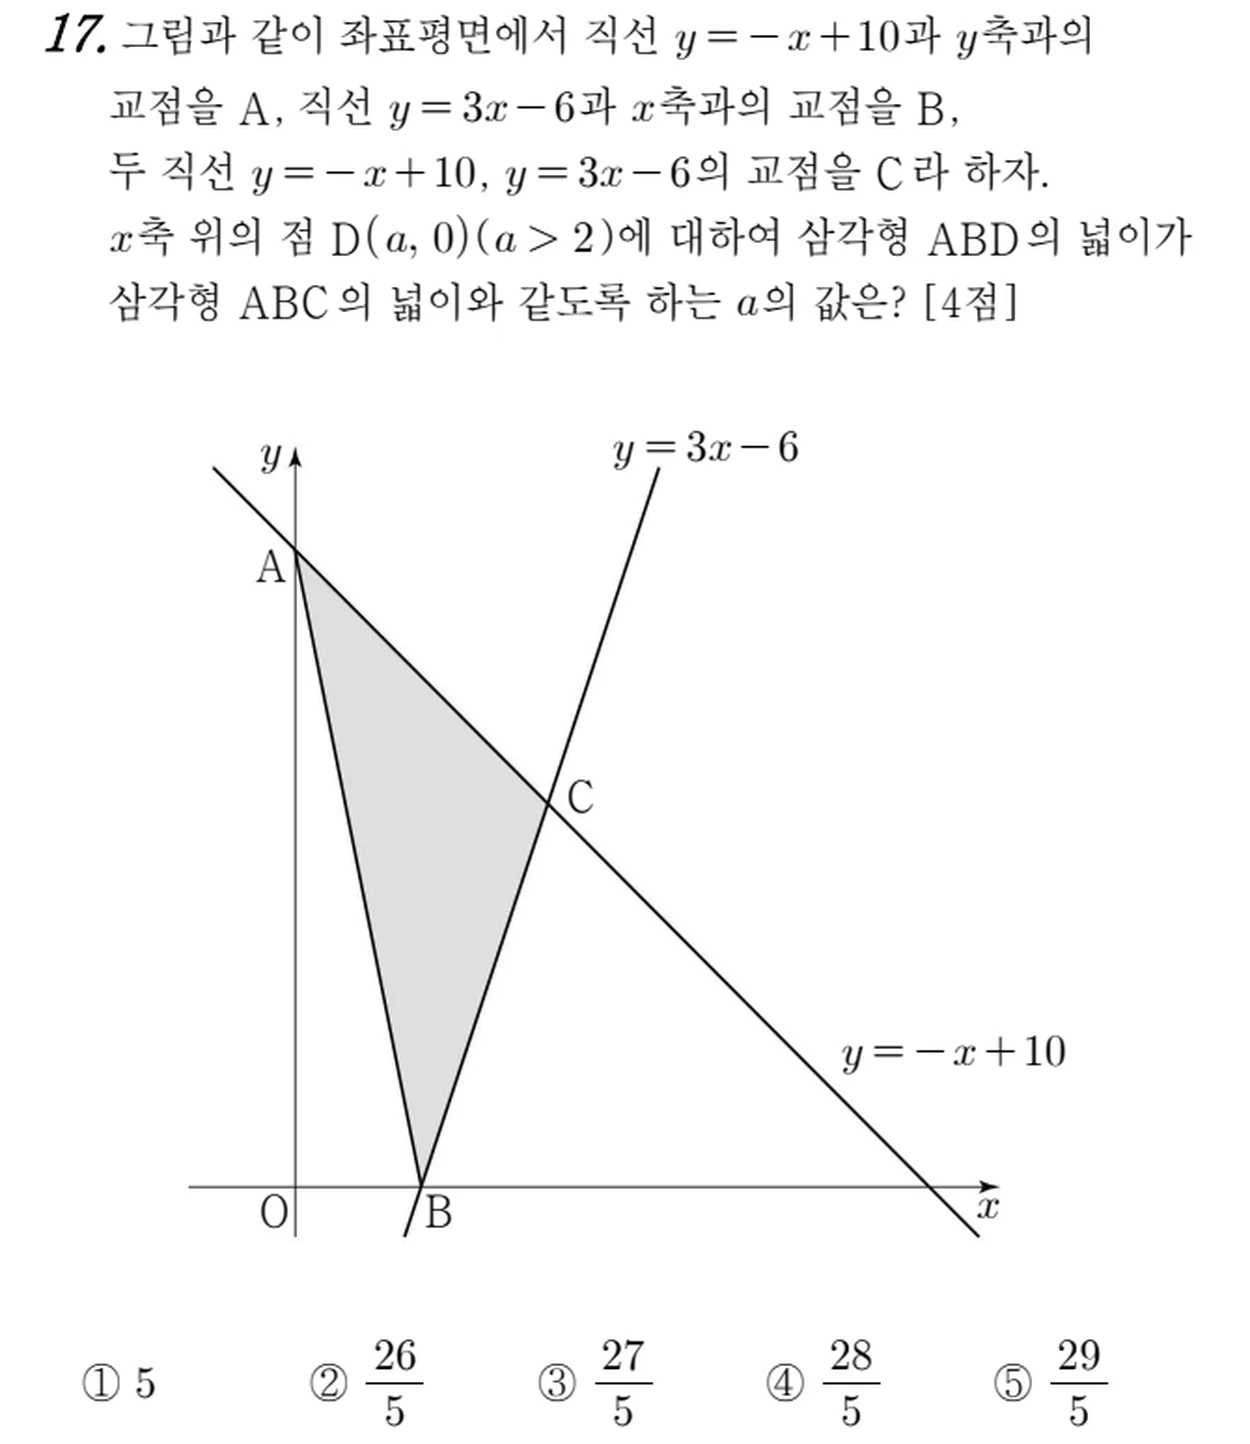 17. 그림과 같이 좌표평면에서 직선 y=-x+10과 y축과의
교점을 A, 직선 y=3x-6과 x축과의 교점을 B,
두 직선 y=-x+10, y=3x-6의 교점을 C라 하자.
x축 위의 점 D(a, 0)(a > 2)에 대하여 삼각형 ABD의 넓이가
삼각형 ABC의 넓이와 같도록 하는 a의 값은? [4점]
y
y=3x-6
A
C
y=-x+10
O
B
x
① 5 ② 26/5 ③ 27/5 ④ 28/5 ⑤ 29/5